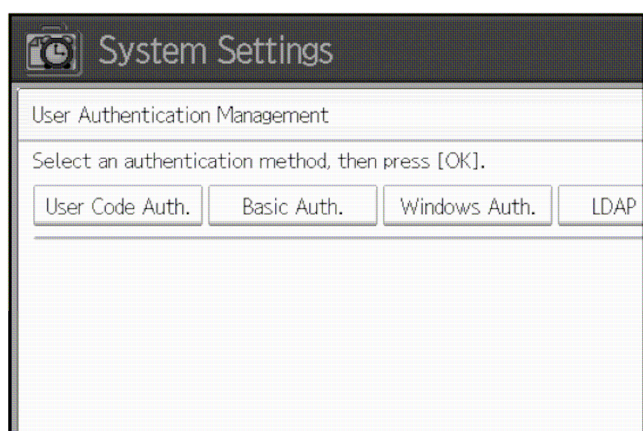 System Settings
User Authentication Management
Select an authentication method, then press [OK].
User Code Auth. Basic Auth. Windows Auth. LDAP